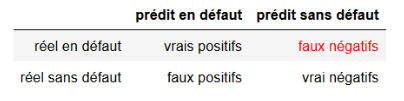 prédit en défaut prédit sans défaut
réel en défaut vrais positifs faux négatifs
réel sans défaut faux positifs vrai négatifs